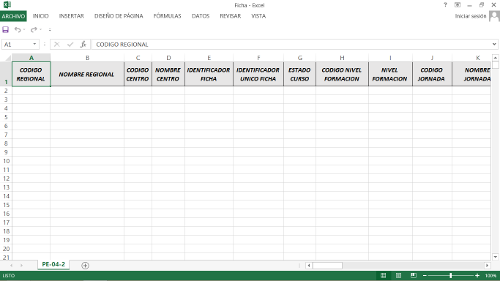 Ficha - Excel
ARCHIVO INICIO INSERTAR DISEÑO DE PÁGINA FÓRMULAS DATOS REVISAR VISTA Iniciar sesión
A1 fx CODIGO REGIONAL
A B C D E F G H I J K
1 CODIGO REGIONAL NOMBRE REGIONAL CODIGO CENTRO NOMBRE CENTRO IDENTIFICADOR FICHA IDENTIFICADOR UNICO FICHA ESTADO CURSO CODIGO NIVEL FORMACION NIVEL FORMACION CODIGO JORNADA NOMBRE JORNADA
2
3
4
5
6
7
8
9
10
11
12
13
14
15
16
17
18
19
20
21
PE-04-2
LISTO 100%